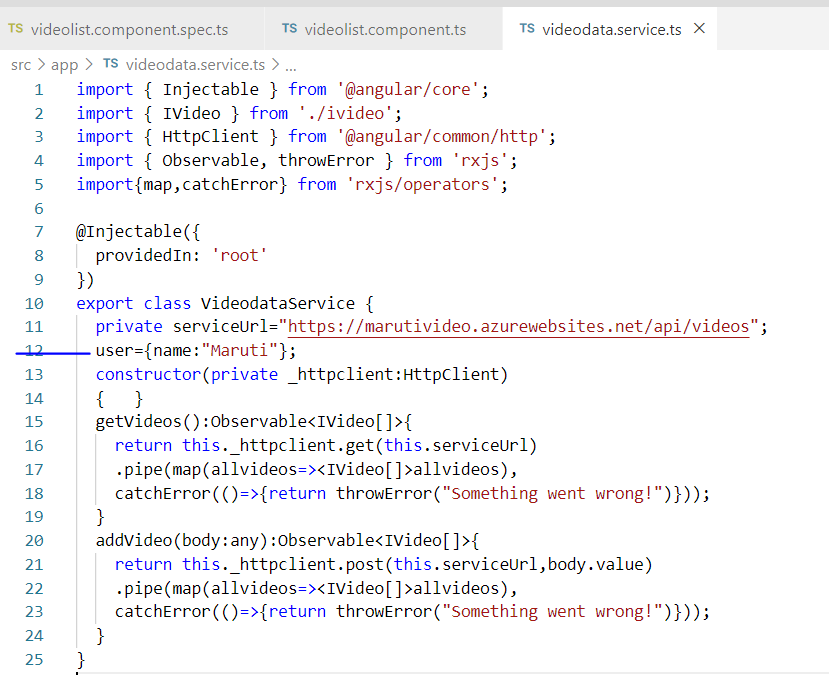 TS videolist.component.spec.ts TS videolist.component.ts TS videodata.service.ts ×
src > app > TS videodata.service.ts > ...
1 import { Injectable } from '@angular/core';
2 import { IVideo } from './ivideo';
3 import { HttpClient } from '@angular/common/http';
4 import { Observable, throwError } from 'rxjs';
5 import{map,catchError} from 'rxjs/operators';
6
7 @Injectable({
8   providedIn: 'root'
9 })
10 export class VideodataService {
11   private serviceUrl="https://marutivideo.azurewebsites.net/api/videos";
12   user={name:"Maruti"};
13   constructor(private _httpclient:HttpClient)
14   {   }
15   getVideos():Observable<IVideo[]>{
16     return this._httpclient.get(this.serviceUrl)
17     .pipe(map(allvideos=><IVideo[]>allvideos),
18     catchError(()=>{return throwError("Something went wrong!")}));
19   }
20   addVideo(body:any):Observable<IVideo[]>{
21     return this._httpclient.post(this.serviceUrl,body.value)
22     .pipe(map(allvideos=><IVideo[]>allvideos),
23     catchError(()=>{return throwError("Something went wrong!")}));
24   }
25 }